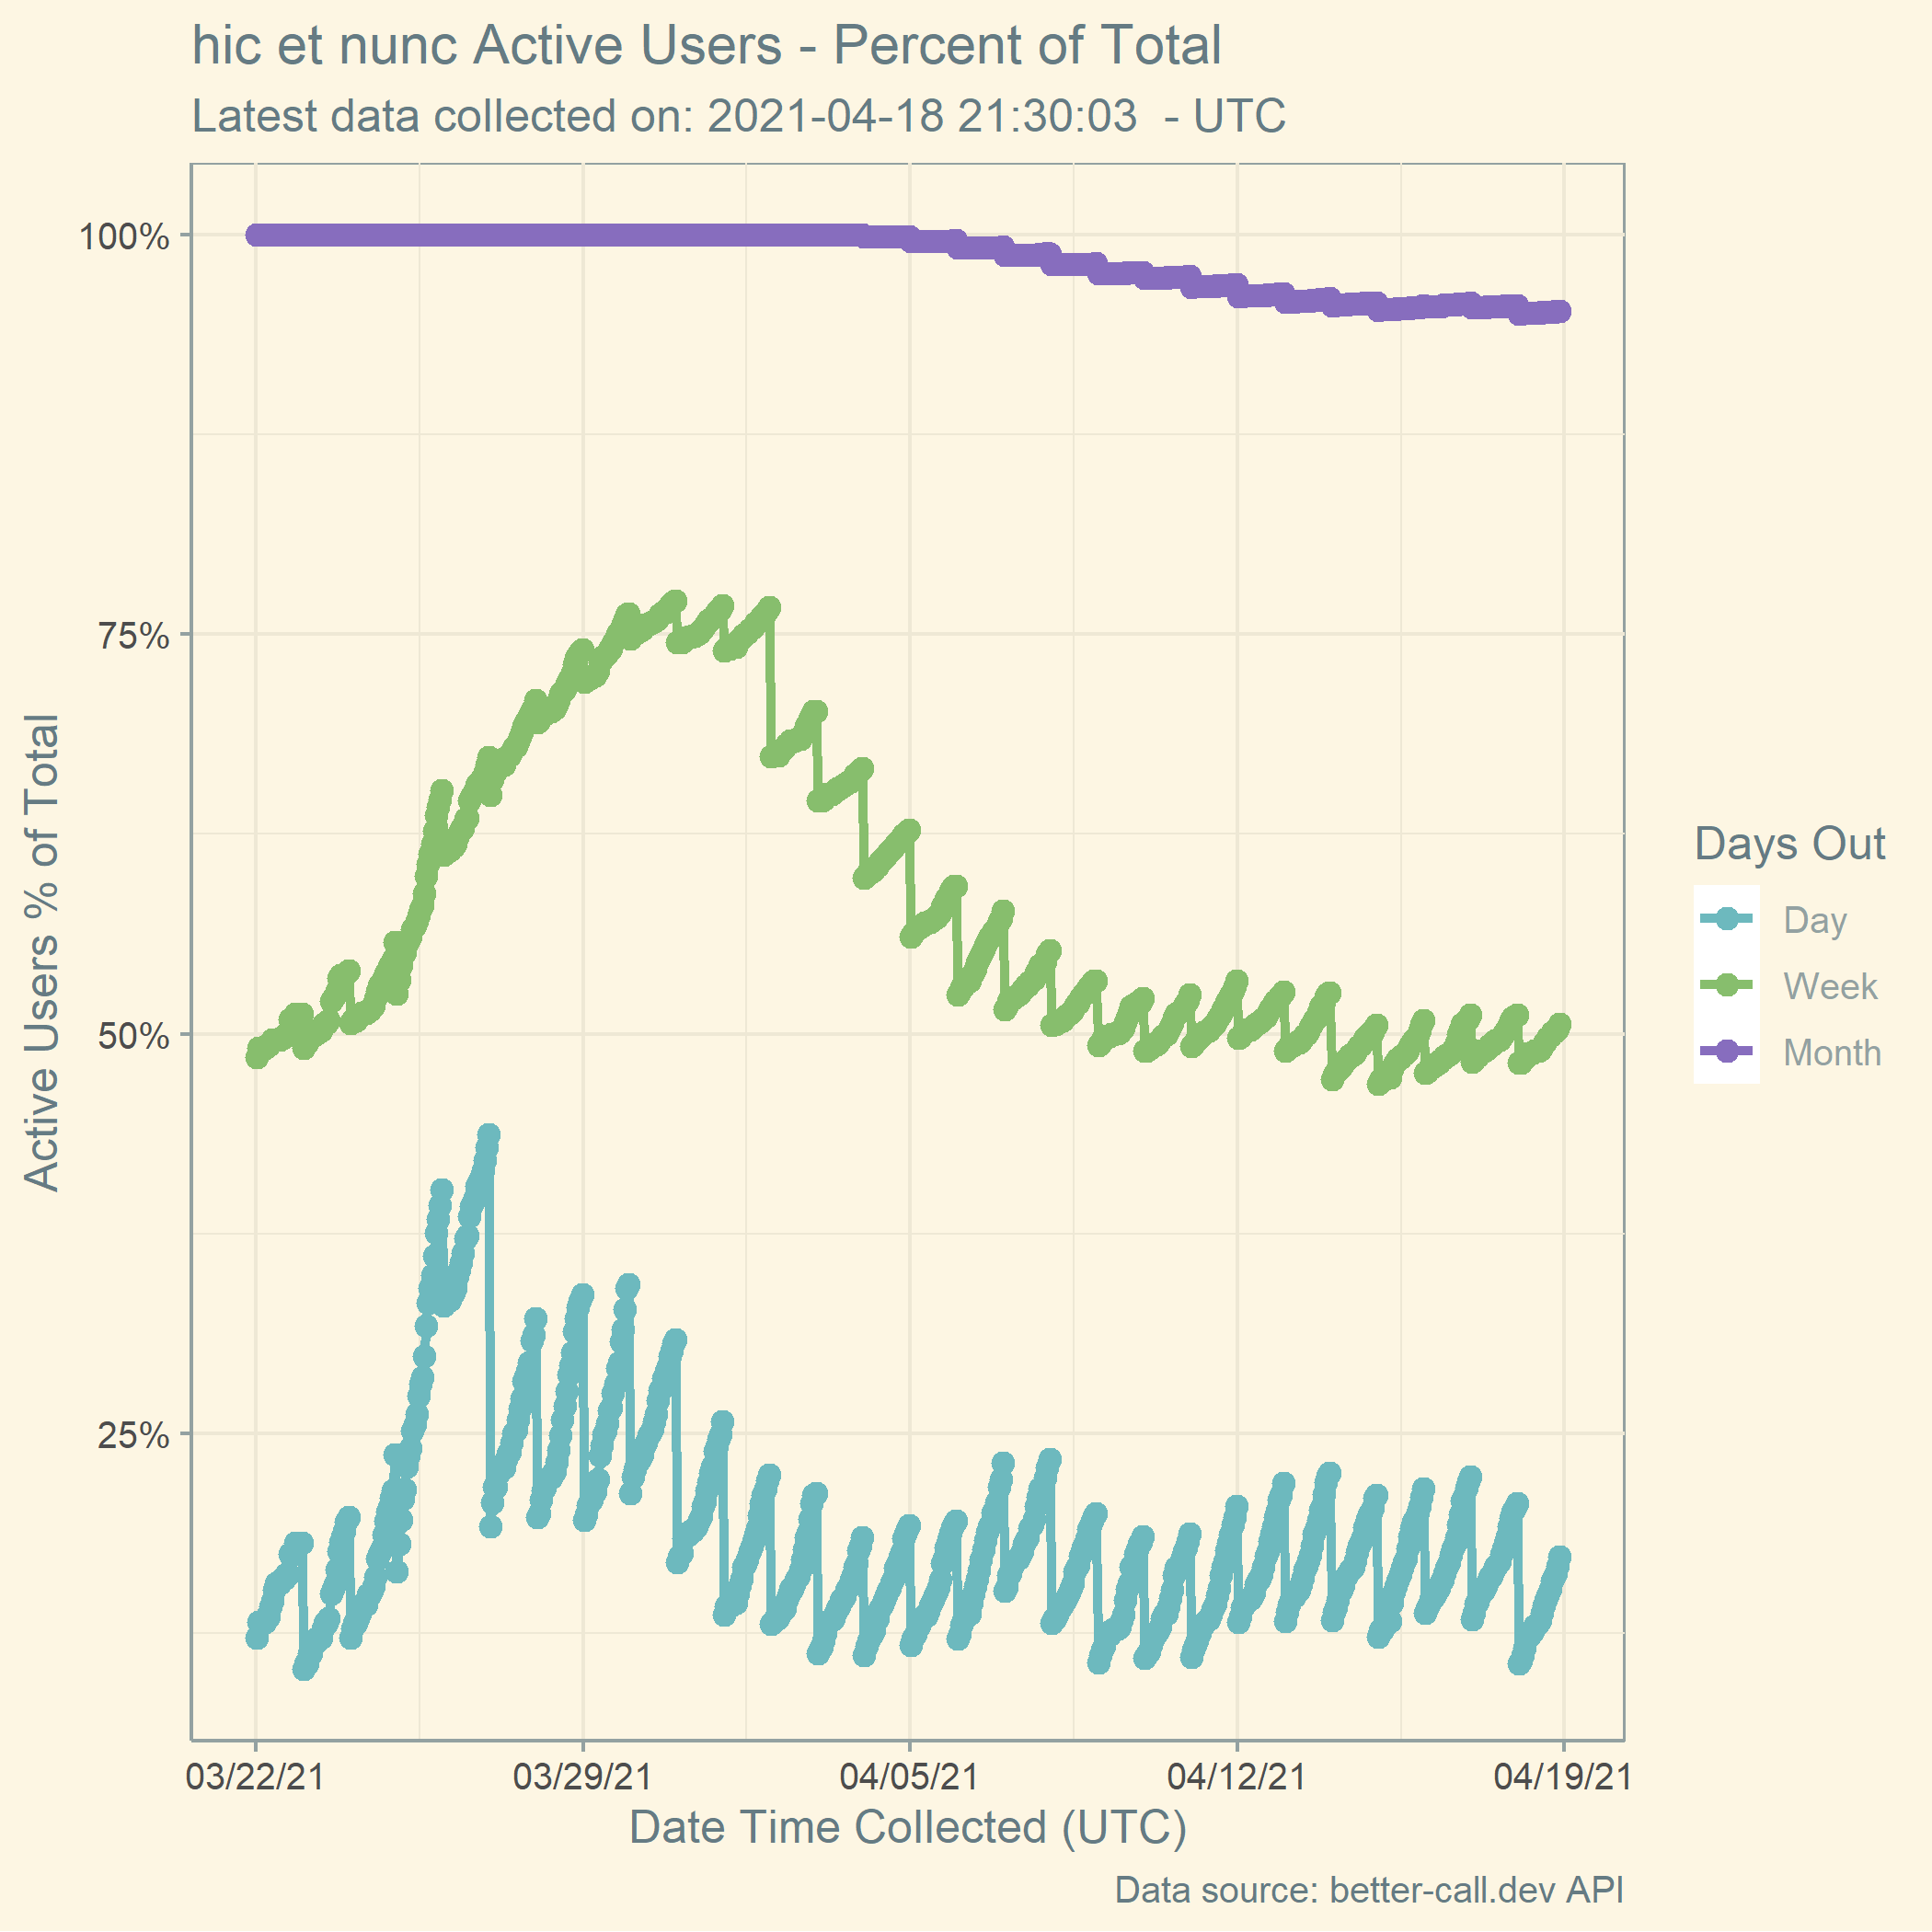 hic et nunc Active Users - Percent of Total
Latest data collected on: 2021-04-18 21:30:03  - UTC
Active Users % of Total
100%
75%
50%
25%
03/22/21
03/29/21
04/05/21
04/12/21
04/19/21
Date Time Collected (UTC)
Days Out
Day
Week
Month
Data source: better-call.dev API